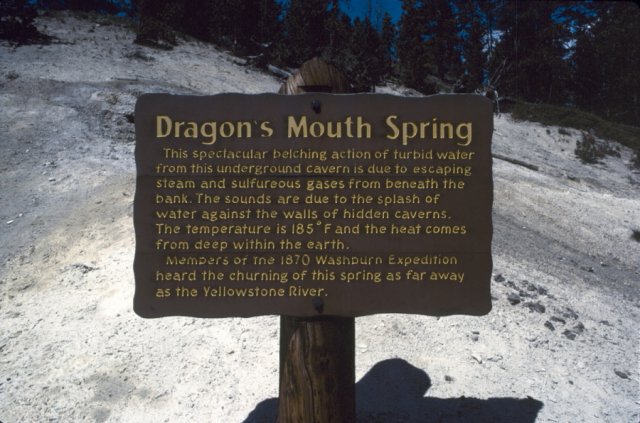 Dragon's Mouth Spring
This spectacular belching action of turbid water
from this underground cavern is due to escaping
steam and sulfureous gases from beneath the
bank. The sounds are due to the splash of
water against the walls of hidden caverns.
The temperature is 185°F and the heat comes
from deep within the earth.
Members of the 1870 Washburn Expedition
heard the churning of this spring as far away
as the Yellowstone River.